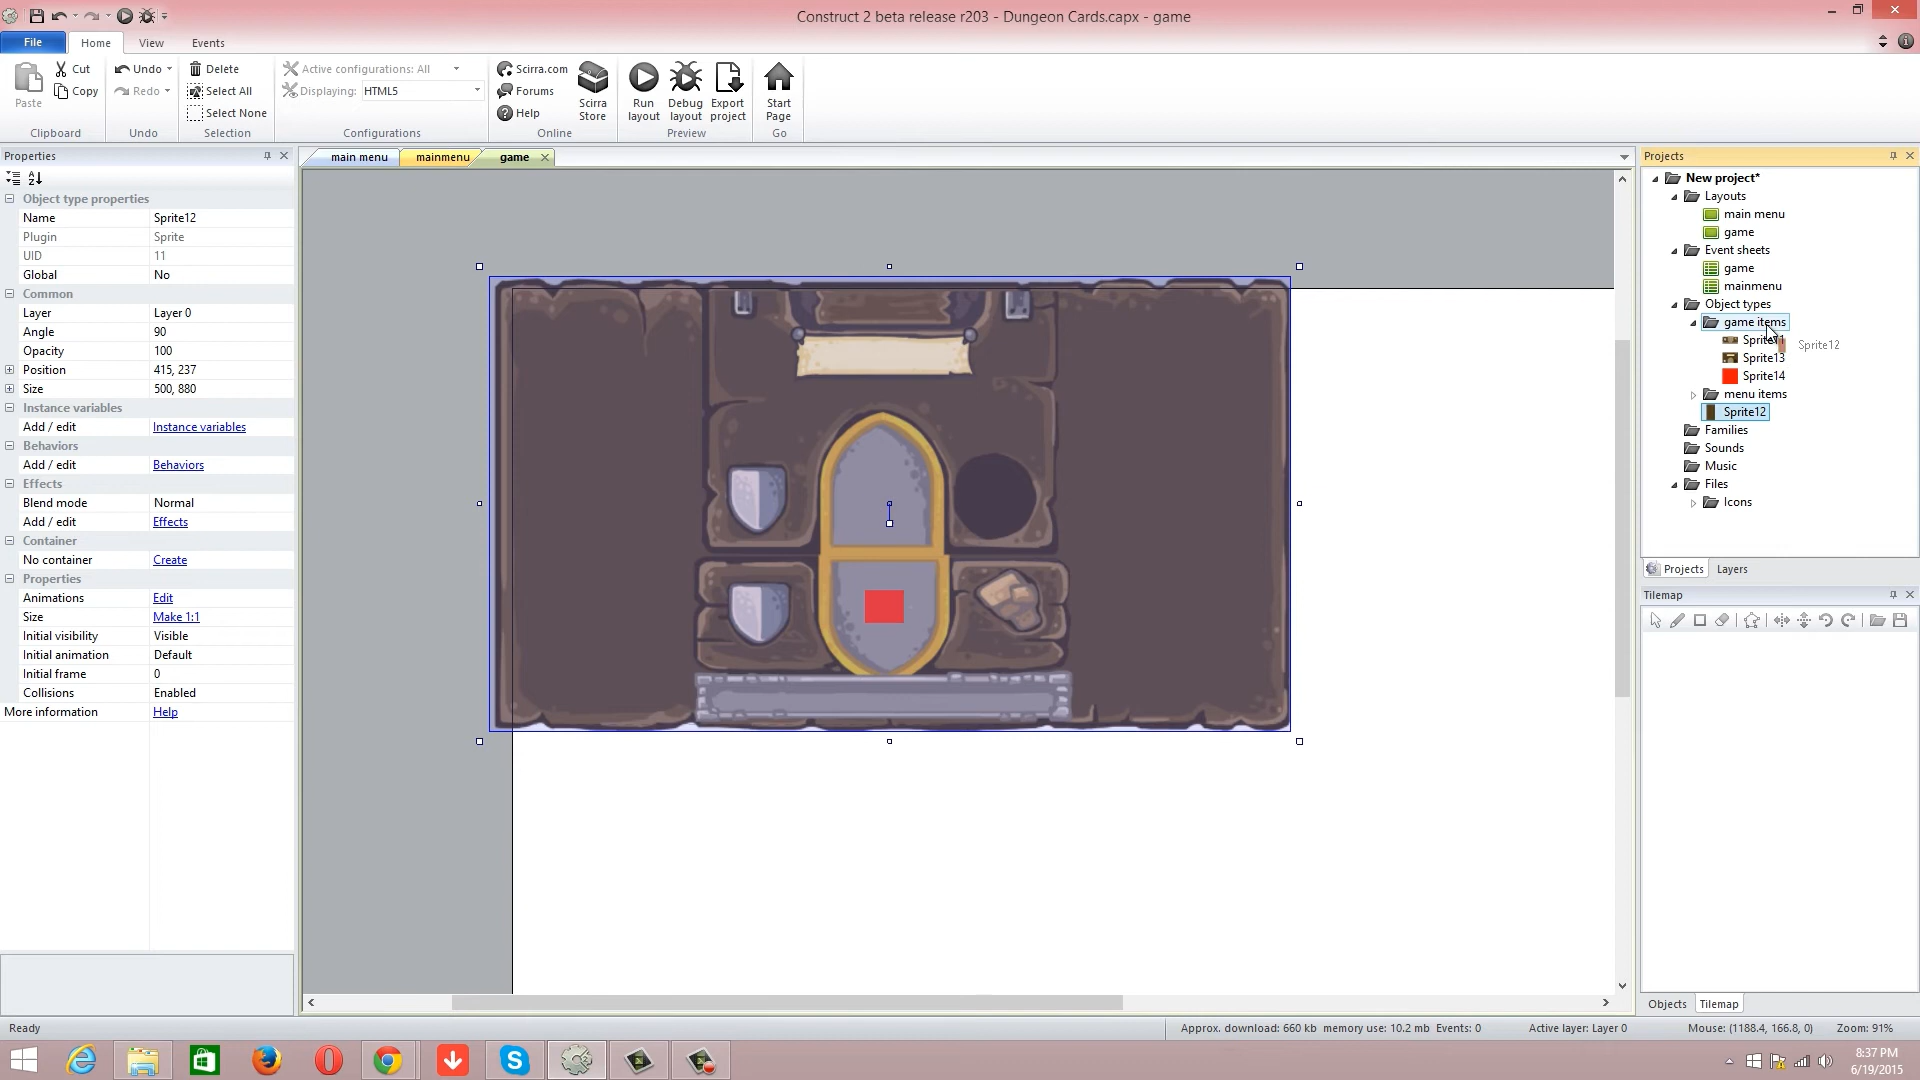 Construct 2 beta release r203 - Dungeon Cards.capx - game
File Home View Events
Paste Cut Copy Clipboard
Undo Redo Undo
Delete Select All Select None Selection
Active configurations: All
Displaying: HTML5
Configurations
Scirra.com Forums Help Scirra Store Online
Run layout Debug layout Export project Preview
Start Page Go
Properties
main menu mainmenu game
Object type properties
Name Sprite12
Plugin Sprite
UID 11
Global No
Common
Layer Layer 0
Angle 90
Opacity 100
Position 415, 237
Size 500, 880
Instance variables
Add / edit Instance variables
Behaviors
Add / edit Behaviors
Effects
Blend mode Normal
Add / edit Effects
Container
No container Create
Properties
Animations Edit
Size Make 1:1
Initial visibility Visible
Initial animation Default
Initial frame 0
Collisions Enabled
More information Help
Projects
New project*
Layouts
main menu
game
Event sheets
game
mainmenu
Object types
game items
Sprite12
Sprite13
Sprite14
menu items
Sprite12
Families
Sounds
Music
Files
Icons
Projects Layers
Tilemap
Objects Tilemap
Ready
Approx. download: 660 kb memory use: 10.2 mb Events: 0 Active layer: Layer 0 Mouse: (1188.4, 166.8, 0) Zoom: 91%
8:37 PM
6/19/2015